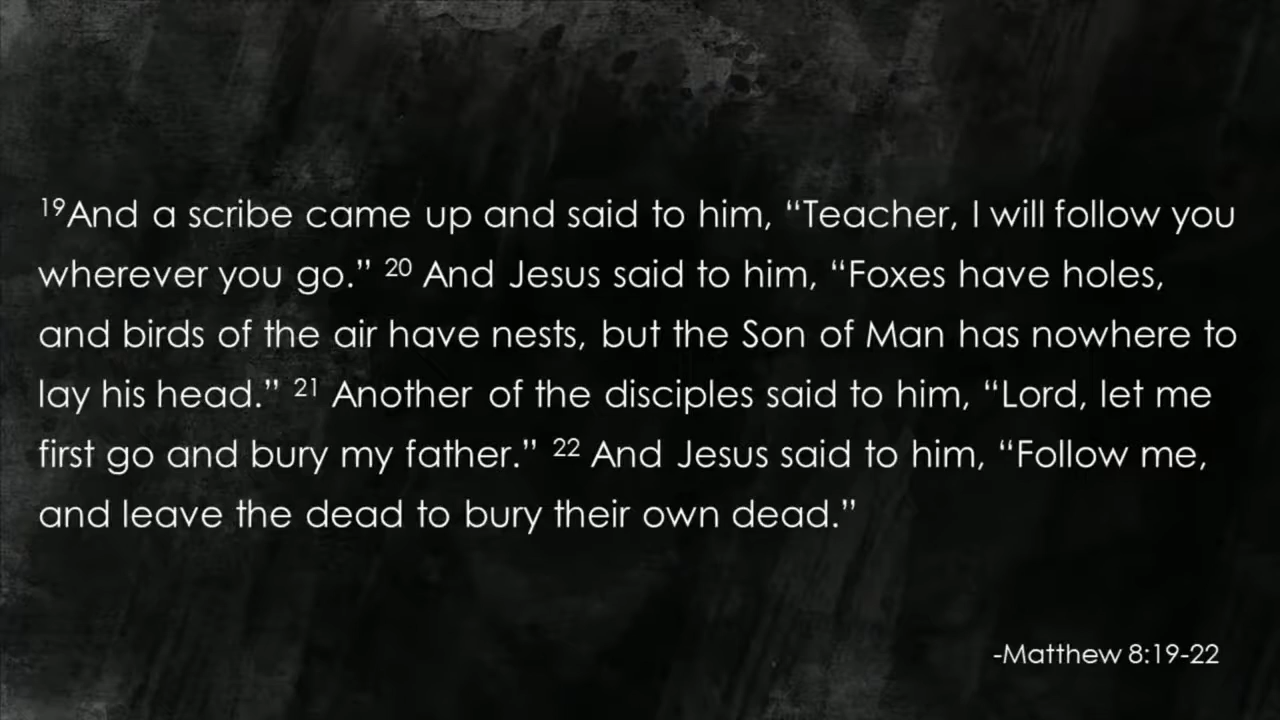 ¹⁹And a scribe came up and said to him, “Teacher, I will follow you
wherever you go.” ²⁰ And Jesus said to him, “Foxes have holes,
and birds of the air have nests, but the Son of Man has nowhere to
lay his head.” ²¹ Another of the disciples said to him, “Lord, let me
first go and bury my father.” ²² And Jesus said to him, “Follow me,
and leave the dead to bury their own dead.”
-Matthew 8:19-22